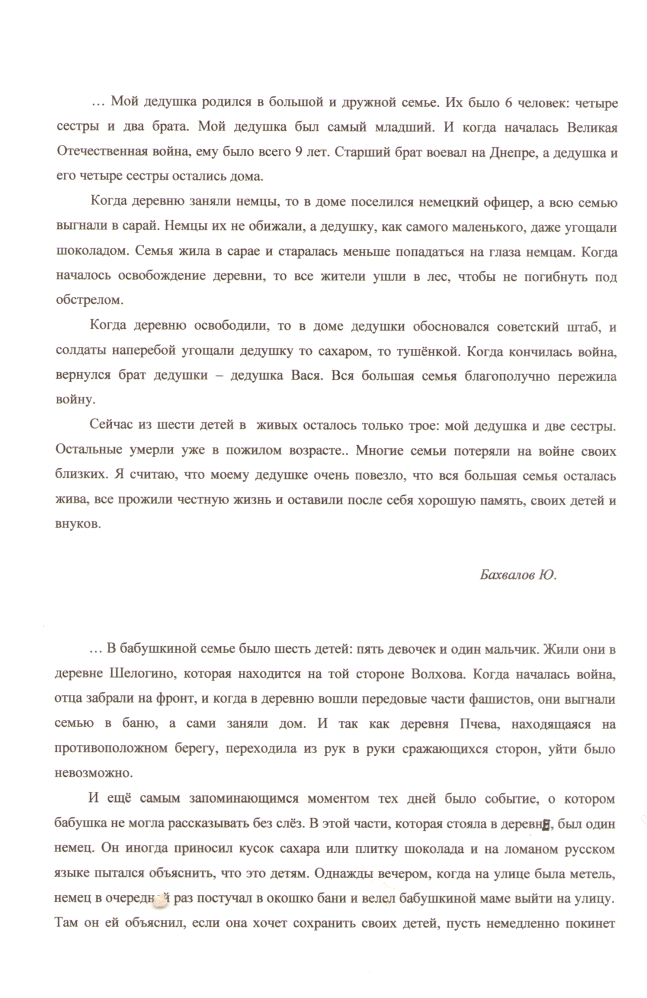 … Мой дедушка родился в большой и дружной семье. Их было 6 человек: четыре
сестры и два брата. Мой дедушка был самый младший. И когда началась Великая
Отечественная война, ему было всего 9 лет. Старший брат воевал на Днепре, а дедушка и
его четыре сестры остались дома.
Когда деревню заняли немцы, то в доме поселился немецкий офицер, а всю семью
выгнали в сарай. Немцы их не обижали, а дедушку, как самого маленького, даже угощали
шоколадом. Семья жила в сарае и старалась меньше попадаться на глаза немцам. Когда
началось освобождение деревни, то все жители ушли в лес, чтобы не погибнуть под
обстрелом.
Когда деревню освободили, то в доме дедушки обосновался советский штаб, и
солдаты наперебой угощали дедушку то сахаром, то тушёнкой. Когда кончилась война,
вернулся брат дедушки – дедушка Вася. Вся большая семья благополучно пережила
войну.
Сейчас из шести детей в живых осталось только трое: мой дедушка и две сестры.
Остальные умерли уже в пожилом возрасте.. Многие семьи потеряли на войне своих
близких. Я считаю, что моему дедушке очень повезло, что вся большая семья осталась
жива, все прожили честную жизнь и оставили после себя хорошую память, своих детей и
внуков.
Бахвалов Ю.
… В бабушкиной семье было шесть детей: пять девочек и один мальчик. Жили они в
деревне Шелогино, которая находится на той стороне Волхова. Когда началась война,
отца забрали на фронт, и когда в деревню вошли передовые части фашистов, они выгнали
семью в баню, а сами заняли дом. И так как деревня Пчева, находящаяся на
противоположном берегу, переходила из рук в руки сражающихся сторон, уйти было
невозможно.
И ещё самым запоминающимся моментом тех дней было событие, о котором
бабушка не могла рассказывать без слёз. В этой части, которая стояла в деревне, был один
немец. Он иногда приносил кусок сахара или плитку шоколада и на ломаном русском
языке пытался объяснить, что это детям. Однажды вечером, когда на улице была метель,
немец в очередной раз постучал в окошко бани и велел бабушкиной маме выйти на улицу.
Там он ей объяснил, если она хочет сохранить своих детей, пусть немедленно покинет